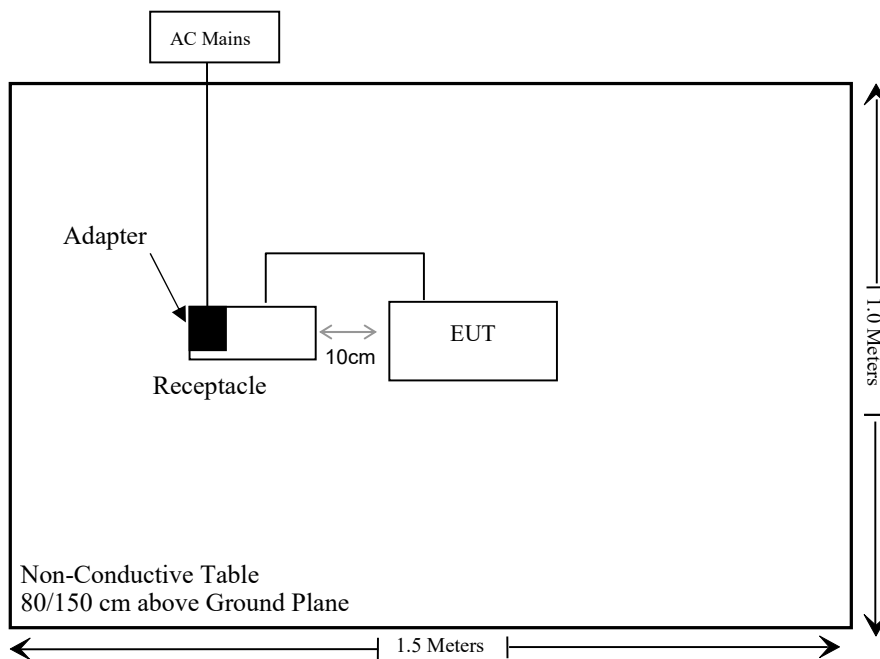 AC Mains
Adapter
EUT
10cm
Receptacle
1.0 Meters
Non-Conductive Table
80/150 cm above Ground Plane
1.5 Meters